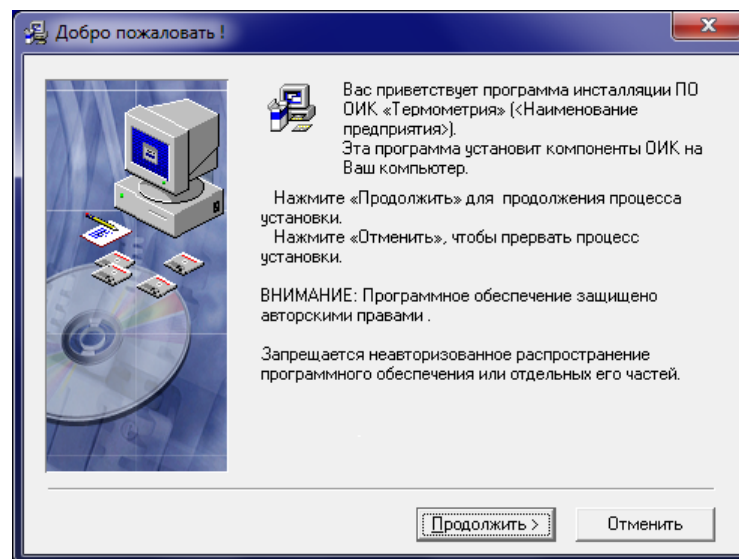 Добро пожаловать !
Вас приветствует программа инсталляции ПО
ОИК «Термометрия» (<Наименование
предприятия>).
Эта программа установит компоненты ОИК на
Ваш компьютер.
Нажмите «Продолжить» для продолжения процесса
установки.
Нажмите «Отменить», чтобы прервать процесс
установки.
ВНИМАНИЕ: Программное обеспечение защищено
авторскими правами .
Запрещается неавторизованное распространение
программного обеспечения или отдельных его частей.
Продолжить >
Отменить